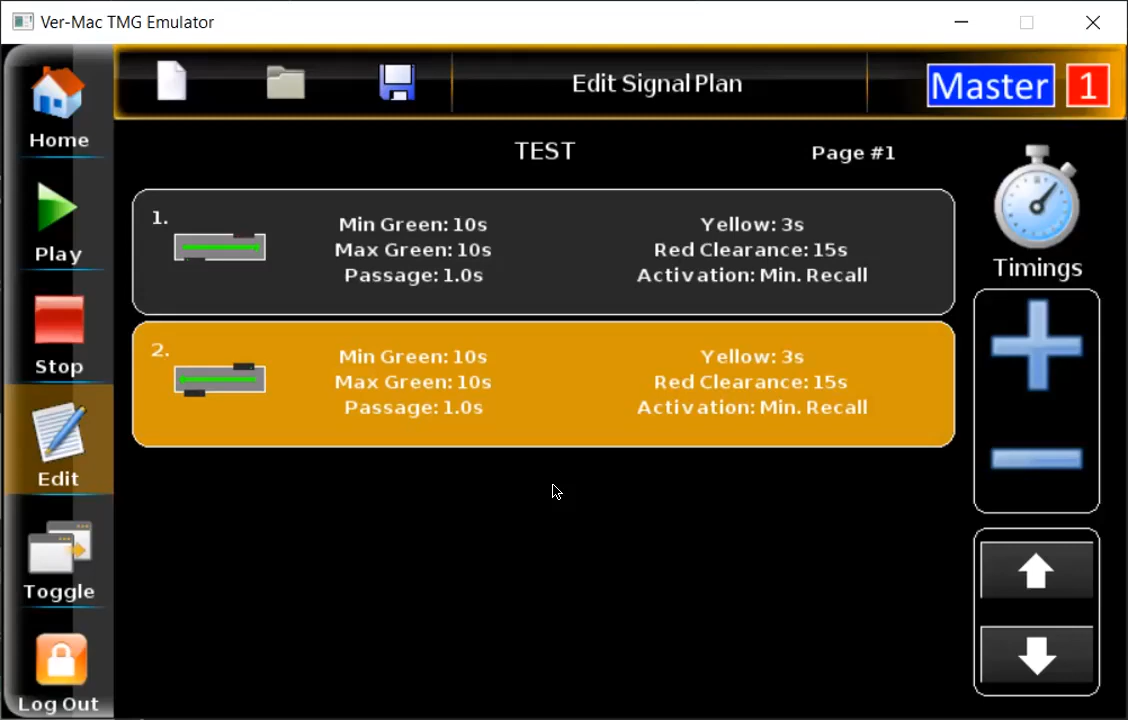 Ver-Mac TMG Emulator
Edit Signal Plan
Master 1
Home
TEST
Page #1
1.
Min Green: 10s
Max Green: 10s
Passage: 1.0s
Yellow: 3s
Red Clearance: 15s
Activation: Min. Recall
Play
Timings
2.
Min Green: 10s
Max Green: 10s
Passage: 1.0s
Yellow: 3s
Red Clearance: 15s
Activation: Min. Recall
Stop
Edit
Toggle
Log Out